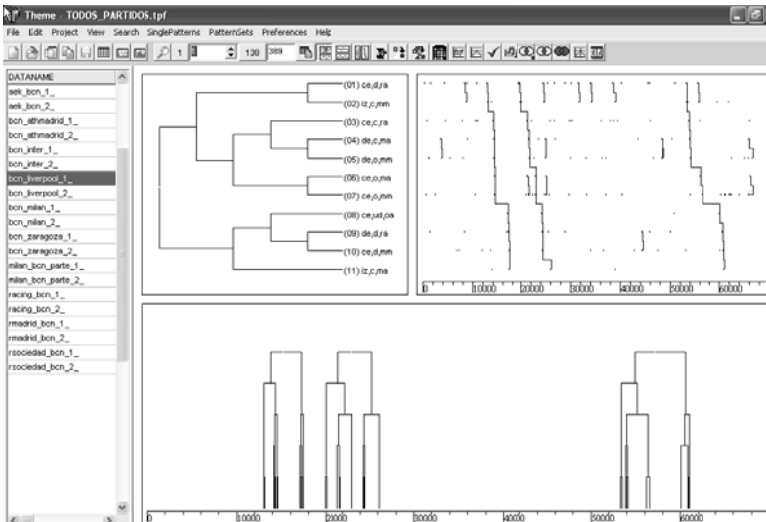 Theme - TODOS_PARTIDOS.tpf
File Edit Project View Search SinglePatterns PatternSets Preferences Help
1 1 138 389
DATANAME
aek_bcn_1_
aek_bcn_2_
bcn_athmadrid_1_
bcn_athmadrid_2_
bcn_inter_1_
bcn_inter_2_
bcn_liverpool_1_
bcn_liverpool_2_
bcn_milan_1_
bcn_milan_2_
bcn_zaragoza_1_
bcn_zaragoza_2_
milan_bcn_parte_1_
milan_bcn_parte_2_
racing_bcn_1_
racing_bcn_2_
rmadrid_bcn_1_
rmadrid_bcn_2_
rsociedad_bcn_1_
rsociedad_bcn_2_
(01) ce,d,ra
(02) iz,c,mm
(03) ce,c,ra
(04) de,c,ma
(05) de,o,mm
(06) ce,o,ma
(07) ce,o,mm
(08) ce,ud,oa
(09) de,d,ra
(10) ce,d,mm
(11) iz,c,ma
0 10000 20000 30000 40000 50000 60000
0 10000 20000 30000 40000 50000 60000